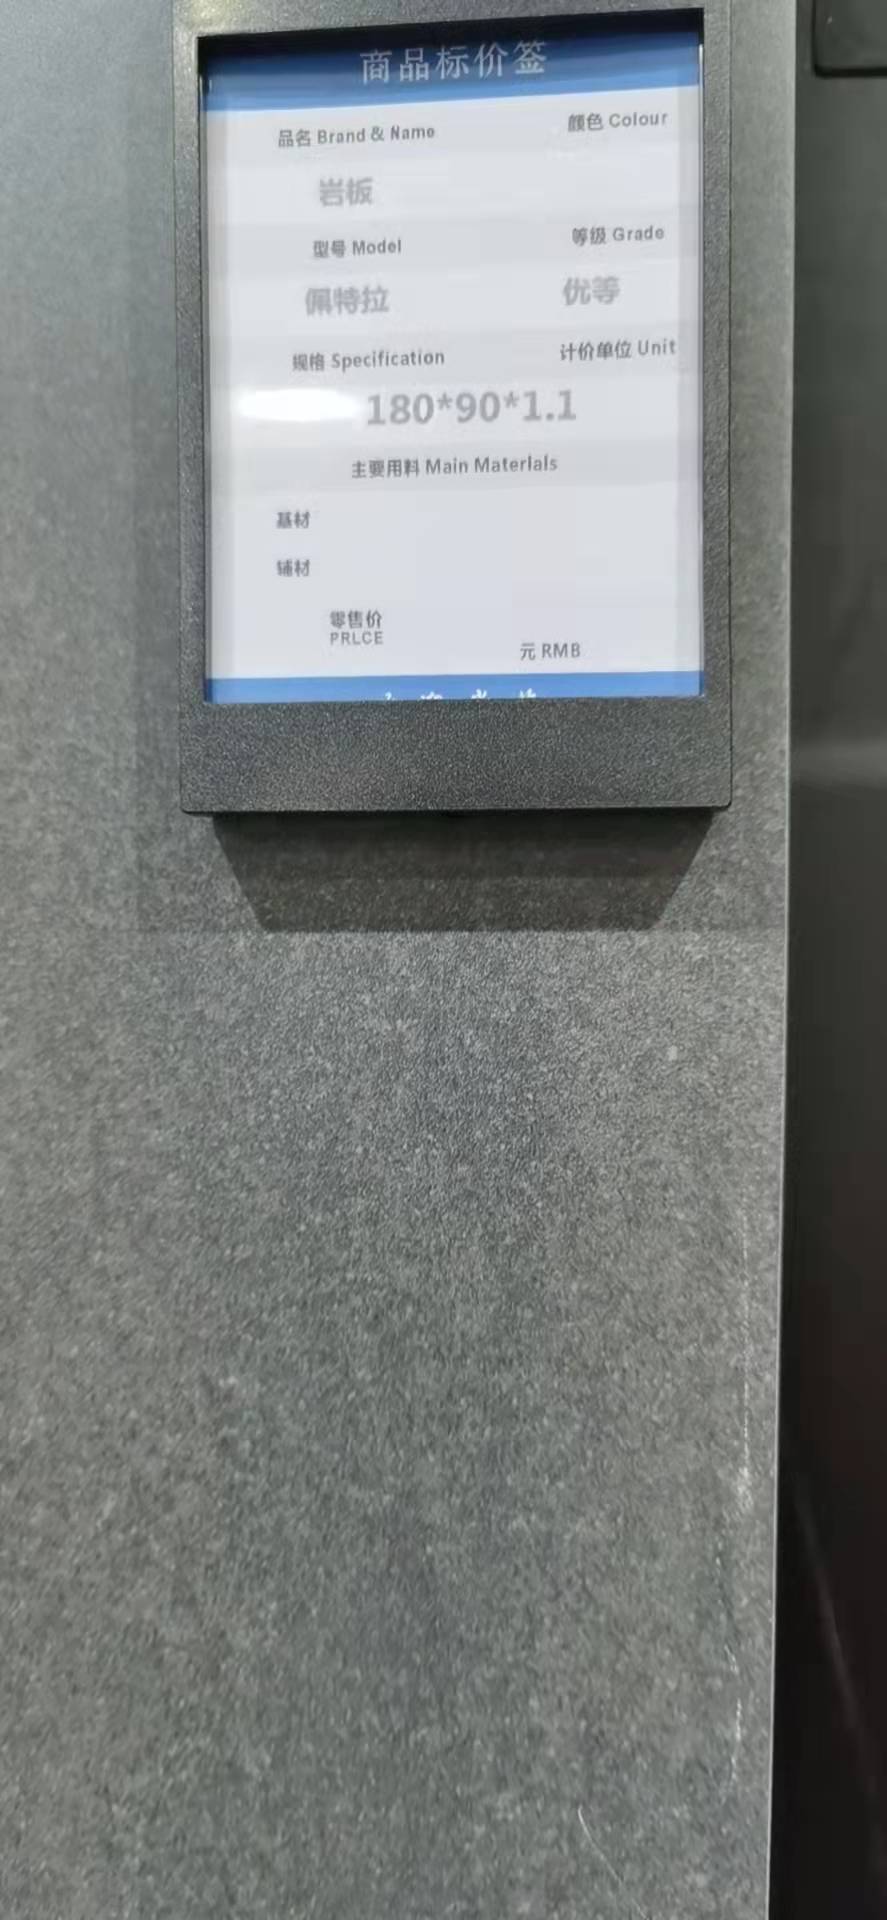 商品标价签
品名 Brand & Name 颜色 Colour
岩板
型号 Model 等级 Grade
佩特拉 优等
规格 Specification 计价单位 Unit
180*90*1.1
主要用料 Main Materlals
基材
辅材
零售价
PRLCE
元 RMB